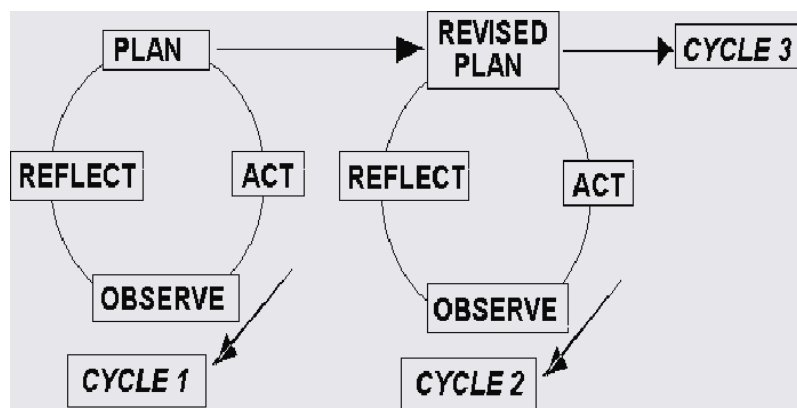 PLAN
REVISED
PLAN
CYCLE 3
REFLECT
ACT
REFLECT
ACT
OBSERVE
OBSERVE
CYCLE 1
CYCLE 2